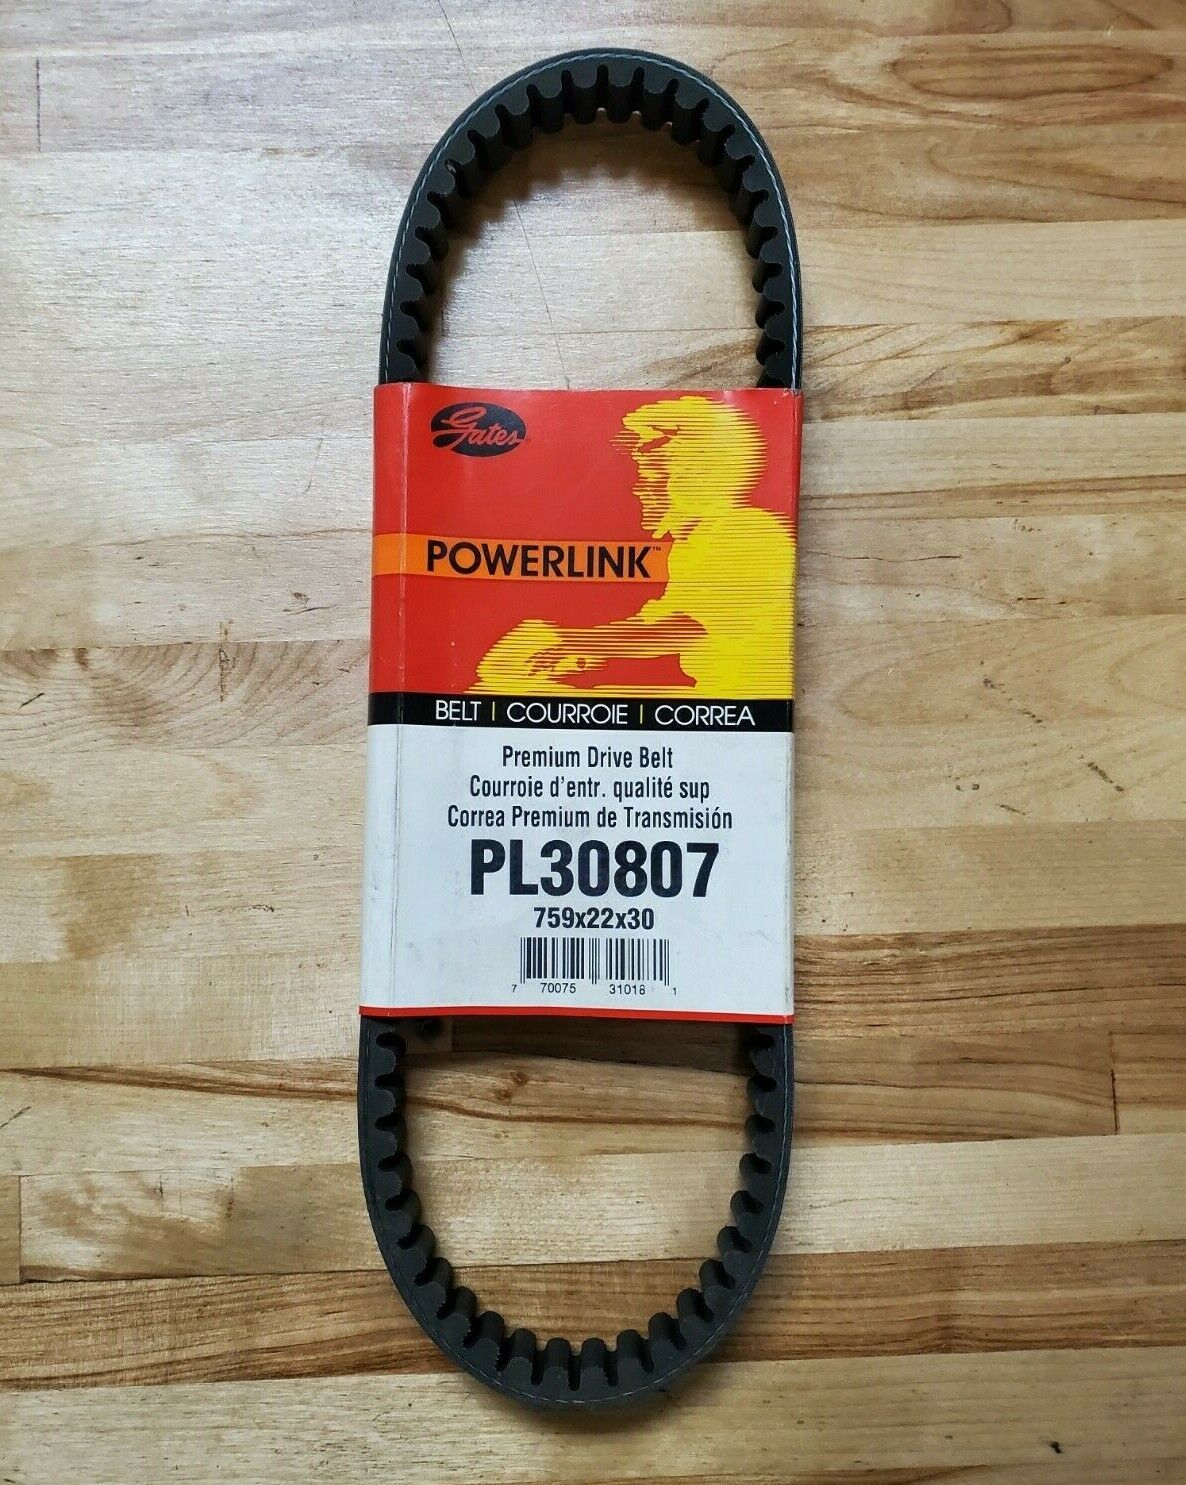 Gates
POWERLINK™
BELT | COURROIE | CORREA
Premium Drive Belt
Courroie d'entr. qualité sup
Correa Premium de Transmisión
PL30807
759x22x30
7 70075 31018 1